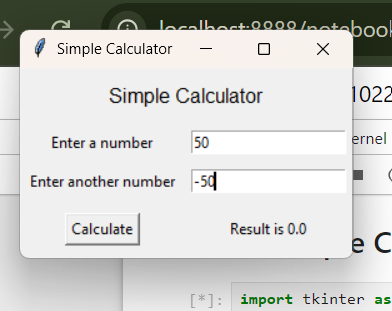 localhost:8888/notebook
Simple Calculator
Simple Calculator
1022
Enter a number 50
ernel
Enter another number -50
Calculate Result is 0.0
[*]: import tkinter as